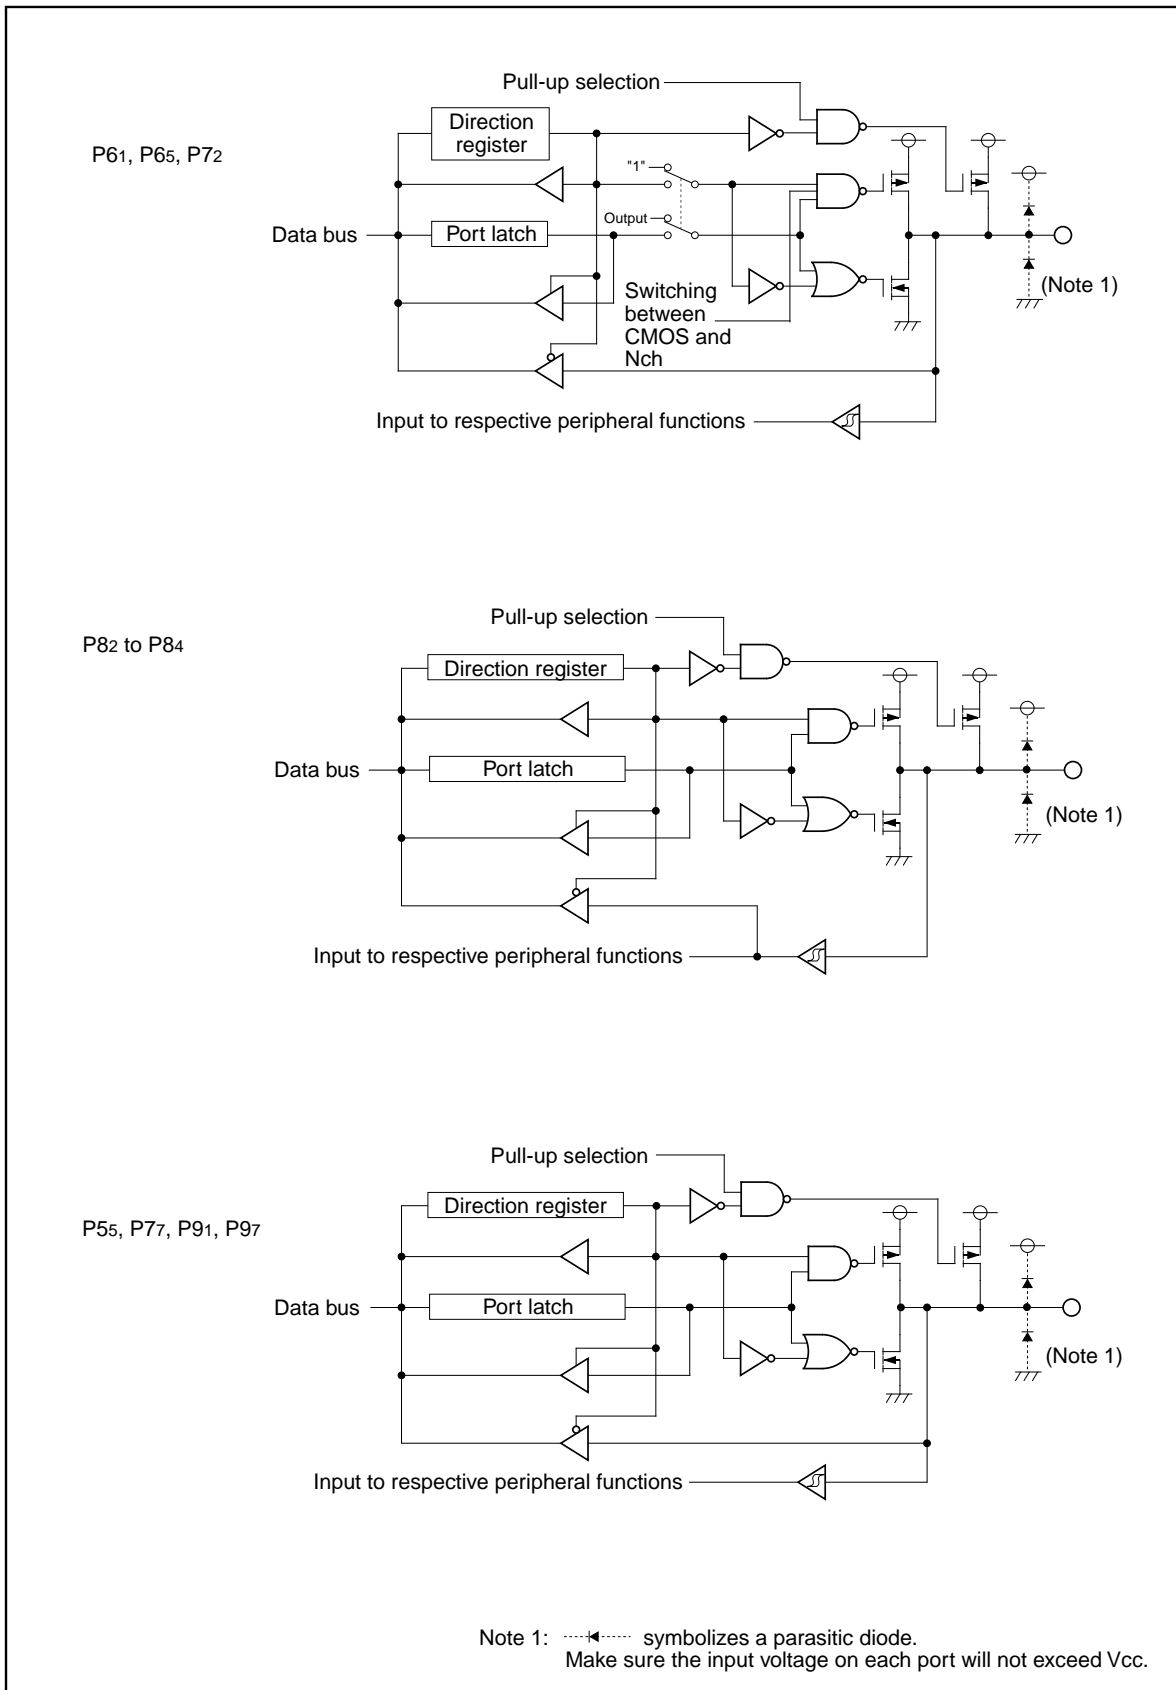 Pull-up selection
Direction
register
P61, P65, P72
"1"
Output
Data bus
Port latch
Switching
between
CMOS and
Nch
(Note 1)
Input to respective peripheral functions
Pull-up selection
P82 to P84
Direction register
Data bus
Port latch
(Note 1)
Input to respective peripheral functions
Pull-up selection
Direction register
P55, P77, P91, P97
Data bus
Port latch
(Note 1)
Input to respective peripheral functions
Note 1: symbolizes a parasitic diode.
Make sure the input voltage on each port will not exceed Vcc.